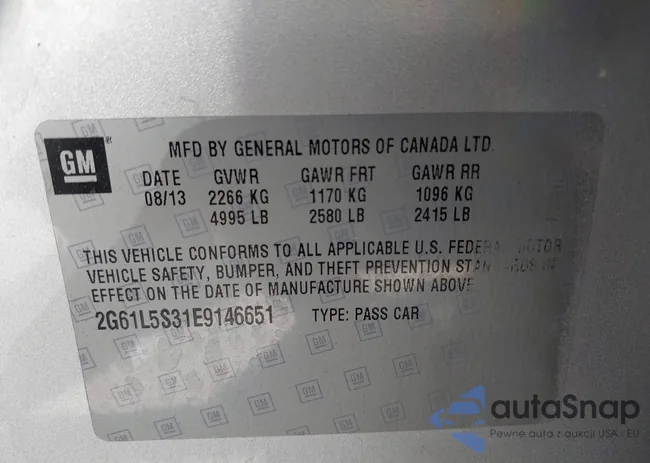 GM
MFD BY GENERAL MOTORS OF CANADA LTD.
DATE GVWR GAWR FRT GAWR RR
08/13 2266 KG 1170 KG 1096 KG
4995 LB 2580 LB 2415 LB
THIS VEHICLE CONFORMS TO ALL APPLICABLE U.S. FEDERAL MOTOR
VEHICLE SAFETY, BUMPER, AND THEFT PREVENTION STANDARDS IN
EFFECT ON THE DATE OF MANUFACTURE SHOWN ABOVE
2G61L5S31E9146651 TYPE: PASS CAR
autaSnap
Pewne auta z aukcji USA i EU